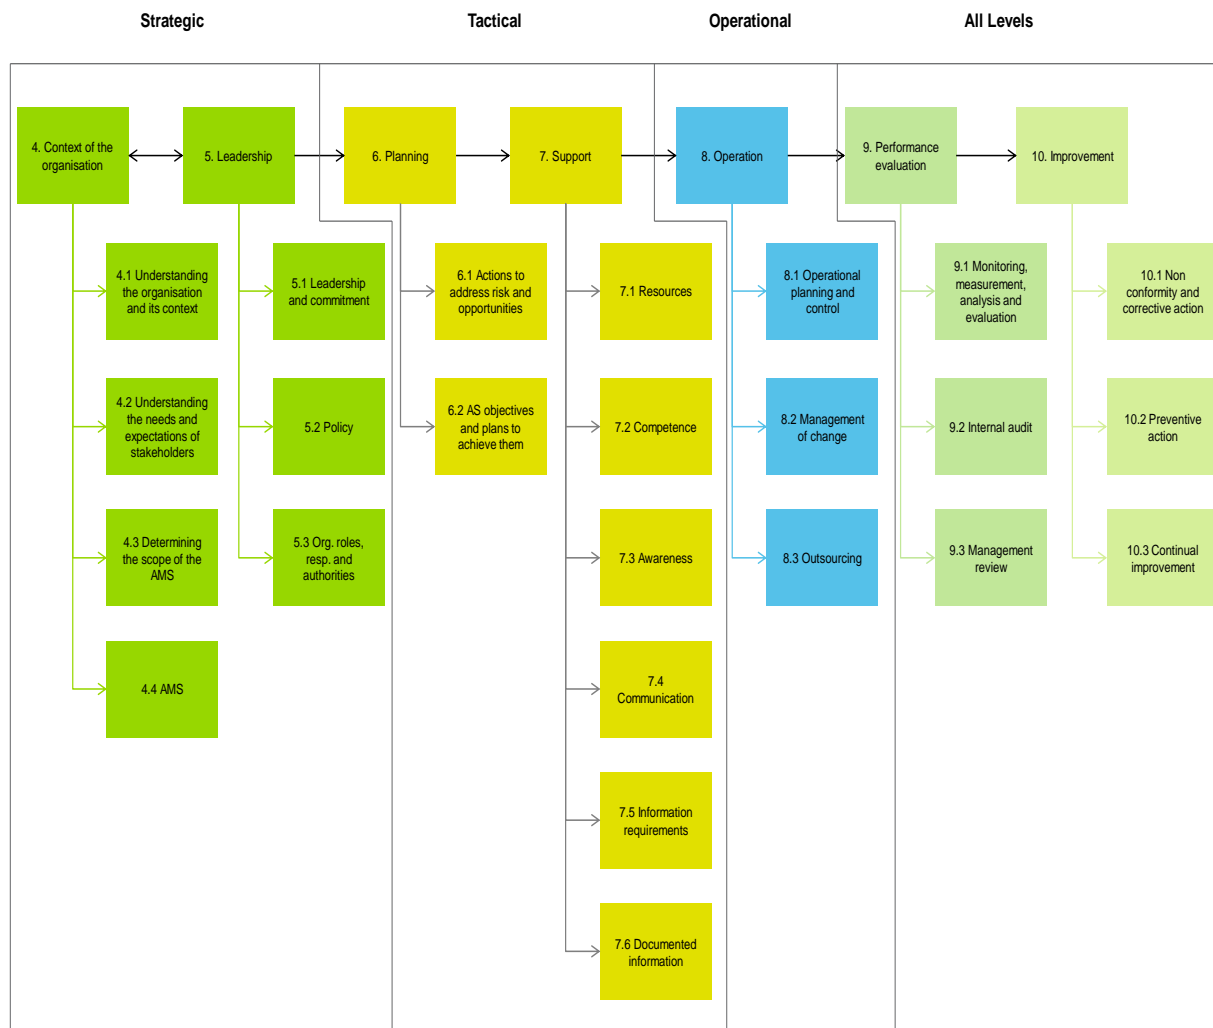 Strategic
Tactical
Operational
All Levels
4. Context of the
organisation
5. Leadership
6. Planning
7. Support
8. Operation
9. Performance
evaluation
10. Improvement
4.1 Understanding
the organisation
and its context
5.1 Leadership
and commitment
6.1 Actions to
address risk and
opportunities
7.1 Resources
8.1 Operational
planning and
control
9.1 Monitoring,
measurement,
analysis and
evaluation
10.1 Non
conformity and
corrective action
4.2 Understanding
the needs and
expectations of
stakeholders
5.2 Policy
6.2 AS objectives
and plans to
achieve them
7.2 Competence
8.2 Management
of change
9.2 Internal audit
10.2 Preventive
action
4.3 Determining
the scope of the
AMS
5.3 Org. roles,
resp. and
authorities
7.3 Awareness
8.3 Outsourcing
9.3 Management
review
10.3 Continual
improvement
4.4 AMS
7.4
Communication
7.5 Information
requirements
7.6 Documented
information